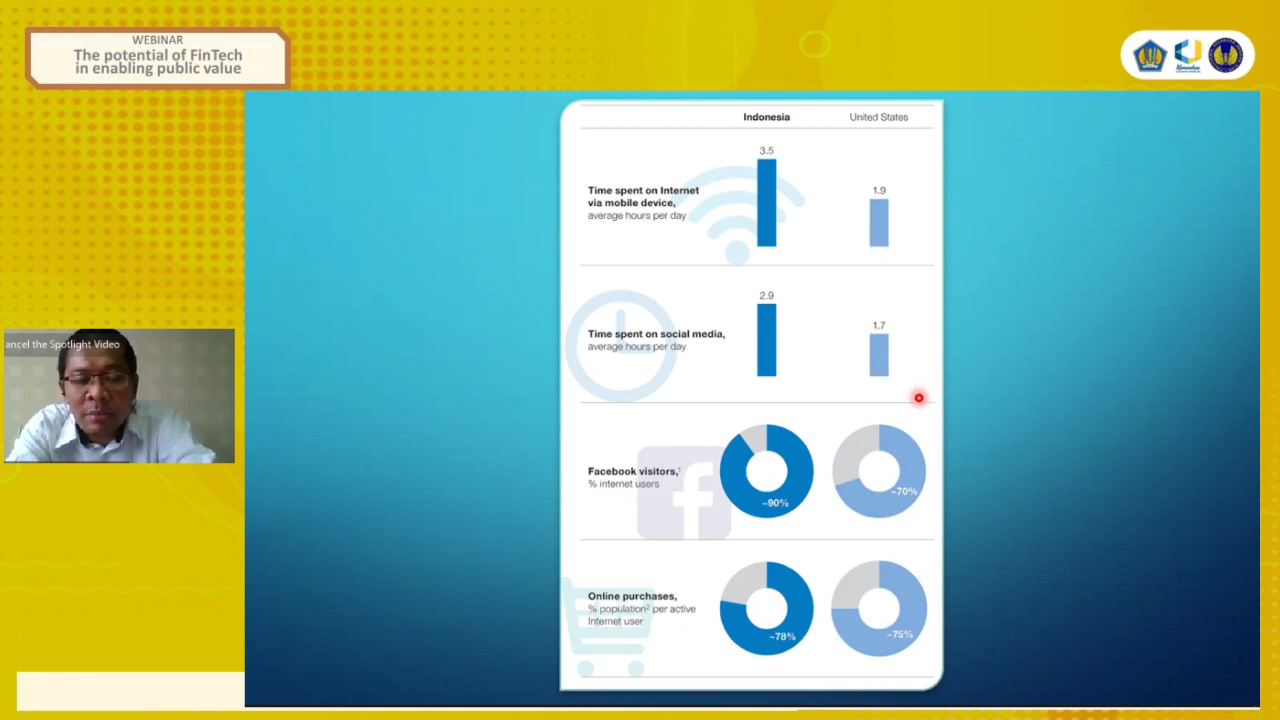 WEBINAR
The potential of FinTech
in enabling public value
Indonesia
United States
3.5
1.9
Time spent on Internet
via mobile device,
average hours per day
2.9
1.7
Time spent on social media,
average hours per day
Facebook visitors,¹
% internet users
~90%
~70%
Online purchases,
% population² per active
Internet user
~78%
~75%
ancel the Spotlight Video